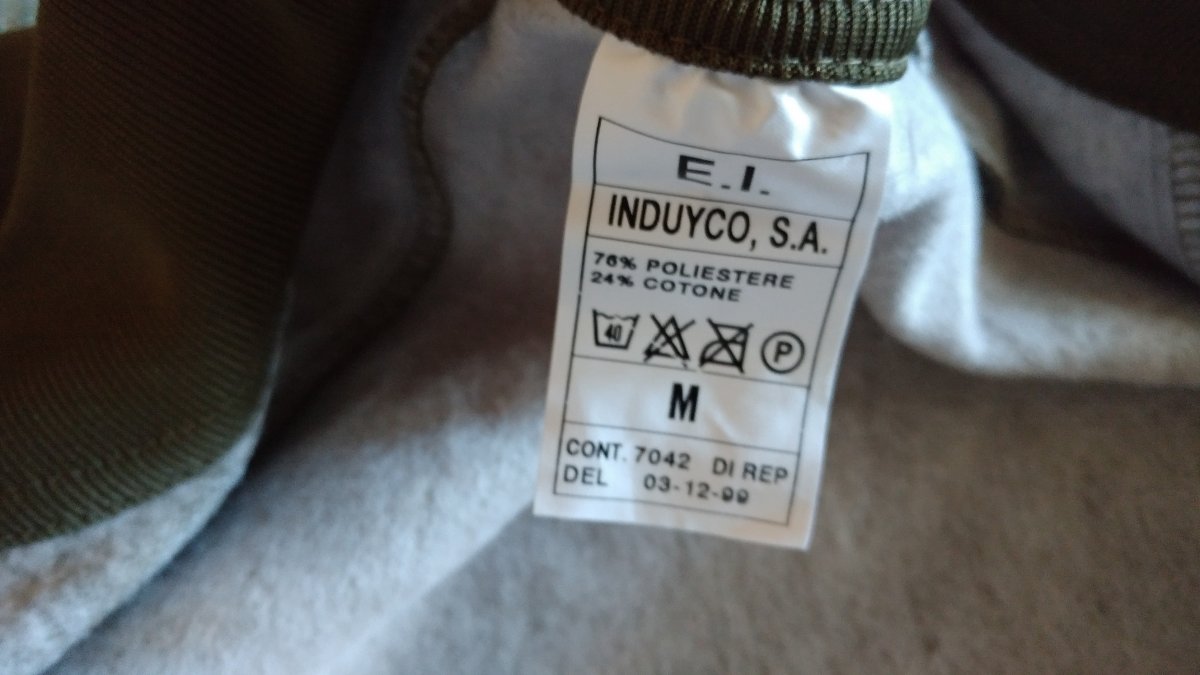 E.I.
INDUYCO, S.A.
76% POLIESTERE
24% COTONE
40 P
M
CONT. 7042 DI REP
DEL 03-12-99